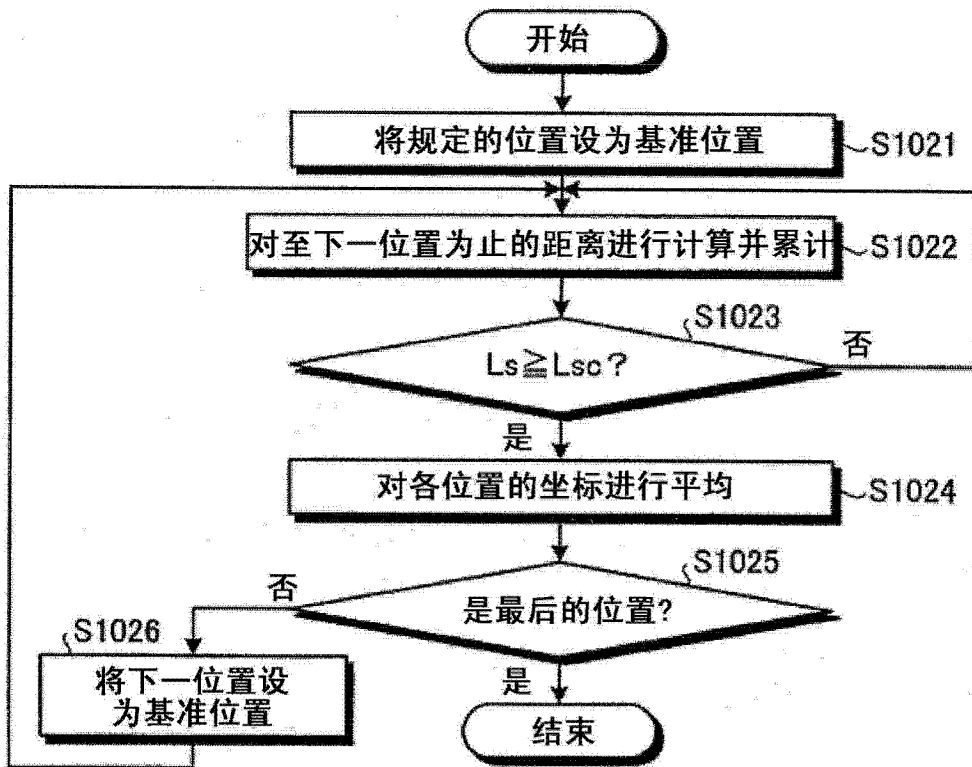 开始
将规定的位置设为基准位置
S1021
对至下一位置为止的距离进行计算并累计
S1022
S1023
Ls≧Lsc?
否
是
对各位置的坐标进行平均
S1024
S1025
否
是最后的位置?
S1026
将下一位置设
为基准位置
是
结束